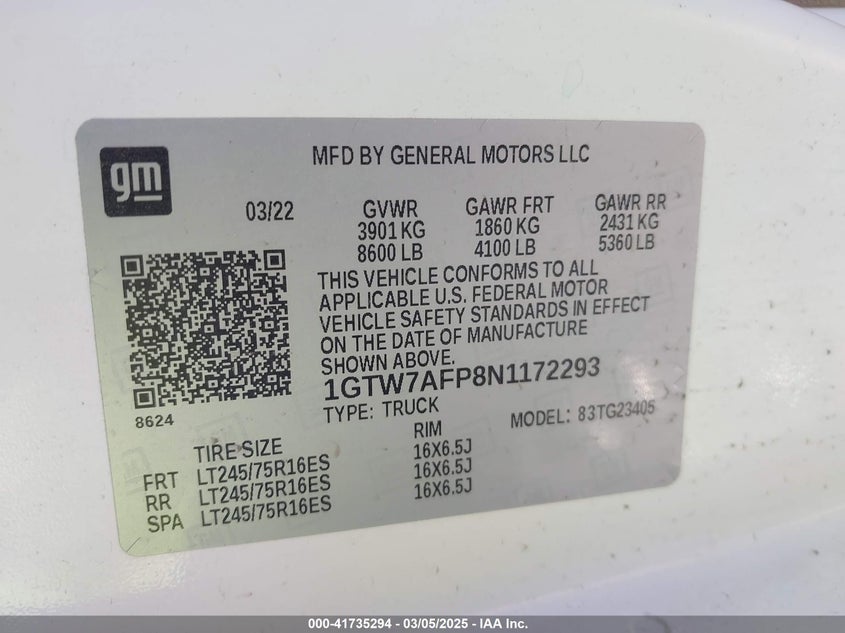 gm
MFD BY GENERAL MOTORS LLC
03/22
GVWR
3901 KG
8600 LB
GAWR FRT
1860 KG
4100 LB
GAWR RR
2431 KG
5360 LB
THIS VEHICLE CONFORMS TO ALL
APPLICABLE U.S. FEDERAL MOTOR
VEHICLE SAFETY STANDARDS IN EFFECT
ON THE DATE OF MANUFACTURE
SHOWN ABOVE.
1GTW7AFP8N1172293
8624
TYPE: TRUCK
MODEL: 83TG23405
TIRE SIZE RIM
FRT LT245/75R16ES 16X6.5J
RR LT245/75R16ES 16X6.5J
SPA LT245/75R16ES 16X6.5J
000-41735294 - 03/05/2025 - IAA Inc.